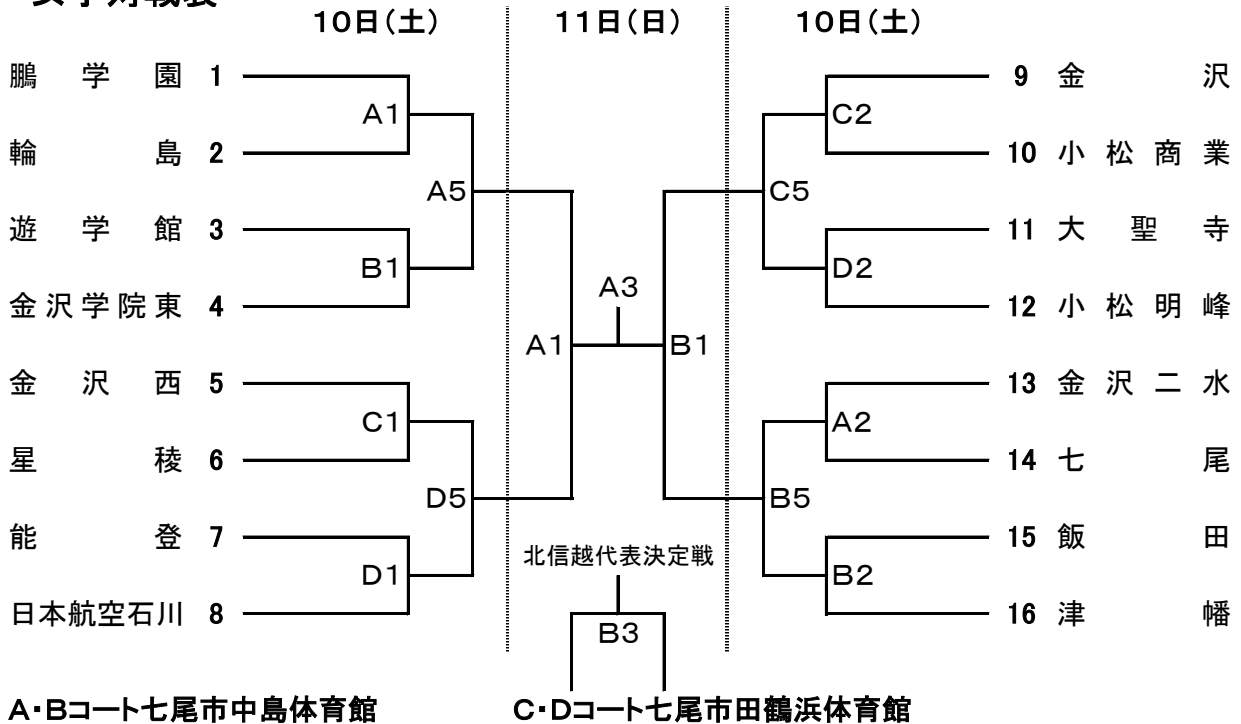 10日(土) 11日(日) 10日(土)
鵬学園 1 9 金沢
A1 C2
輪島 2 10 小松商業
A5 C5
遊学館 3 11 大聖寺
B1 D2
A3
金沢学院東 4 12 小松明峰
A1 B1
金沢西 5 13 金沢二水
C1 A2
星稜 6 14 七尾
D5 B5
能登 7 15 飯田
北信越代表決定戦
D1 B2
日本航空石川 8 16 津幡
B3
A・Bコート七尾市中島体育館 C・Dコート七尾市田鶴浜体育館